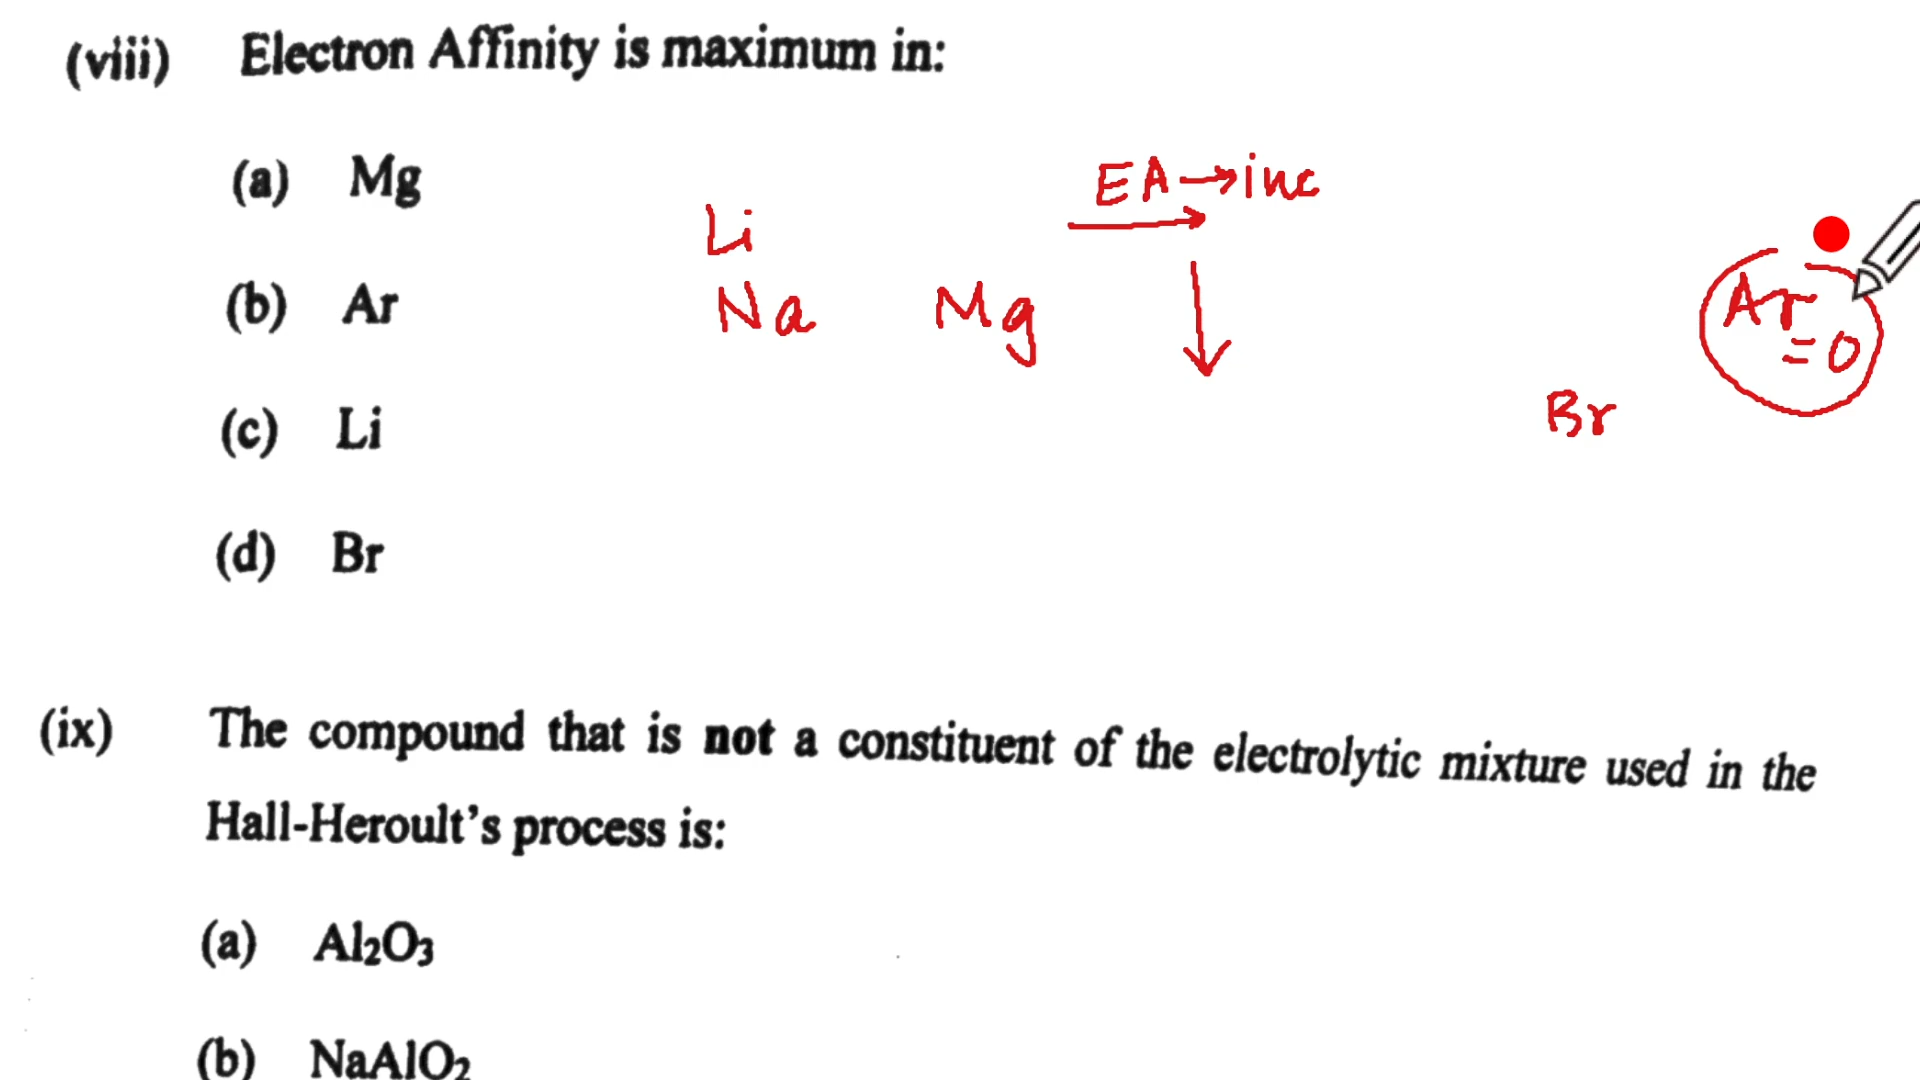 (viii) Electron Affinity is maximum in:
(a) Mg
EA→inc
Li
(b) Ar
Na Mg
Ar
=0
Br
(c) Li
(d) Br
(ix) The compound that is not a constituent of the electrolytic mixture used in the
Hall-Heroult's process is:
(a) Al₂O₃
(b) NaAlO₂